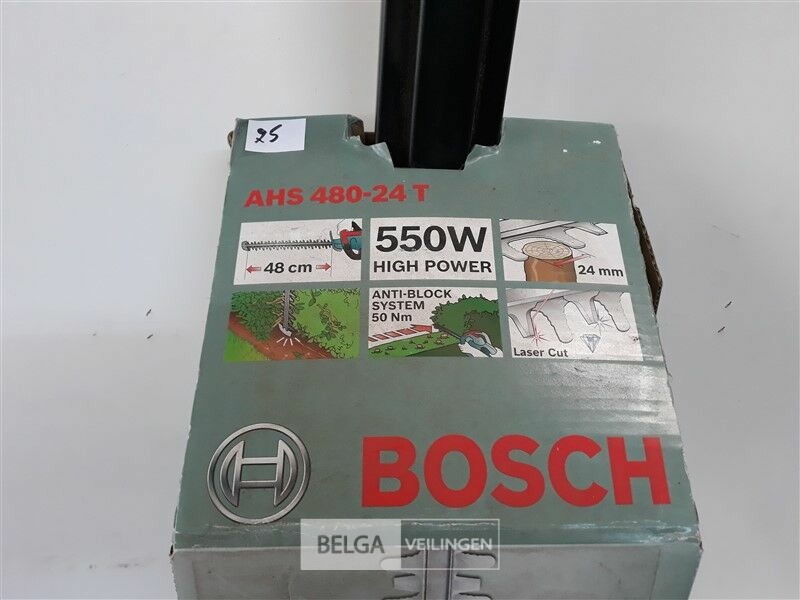 25
AHS 480-24 T
48 cm
550W
HIGH POWER
24 mm
ANTI-BLOCK
SYSTEM
50 Nm
Laser Cut
BOSCH
BELGA VEILINGEN